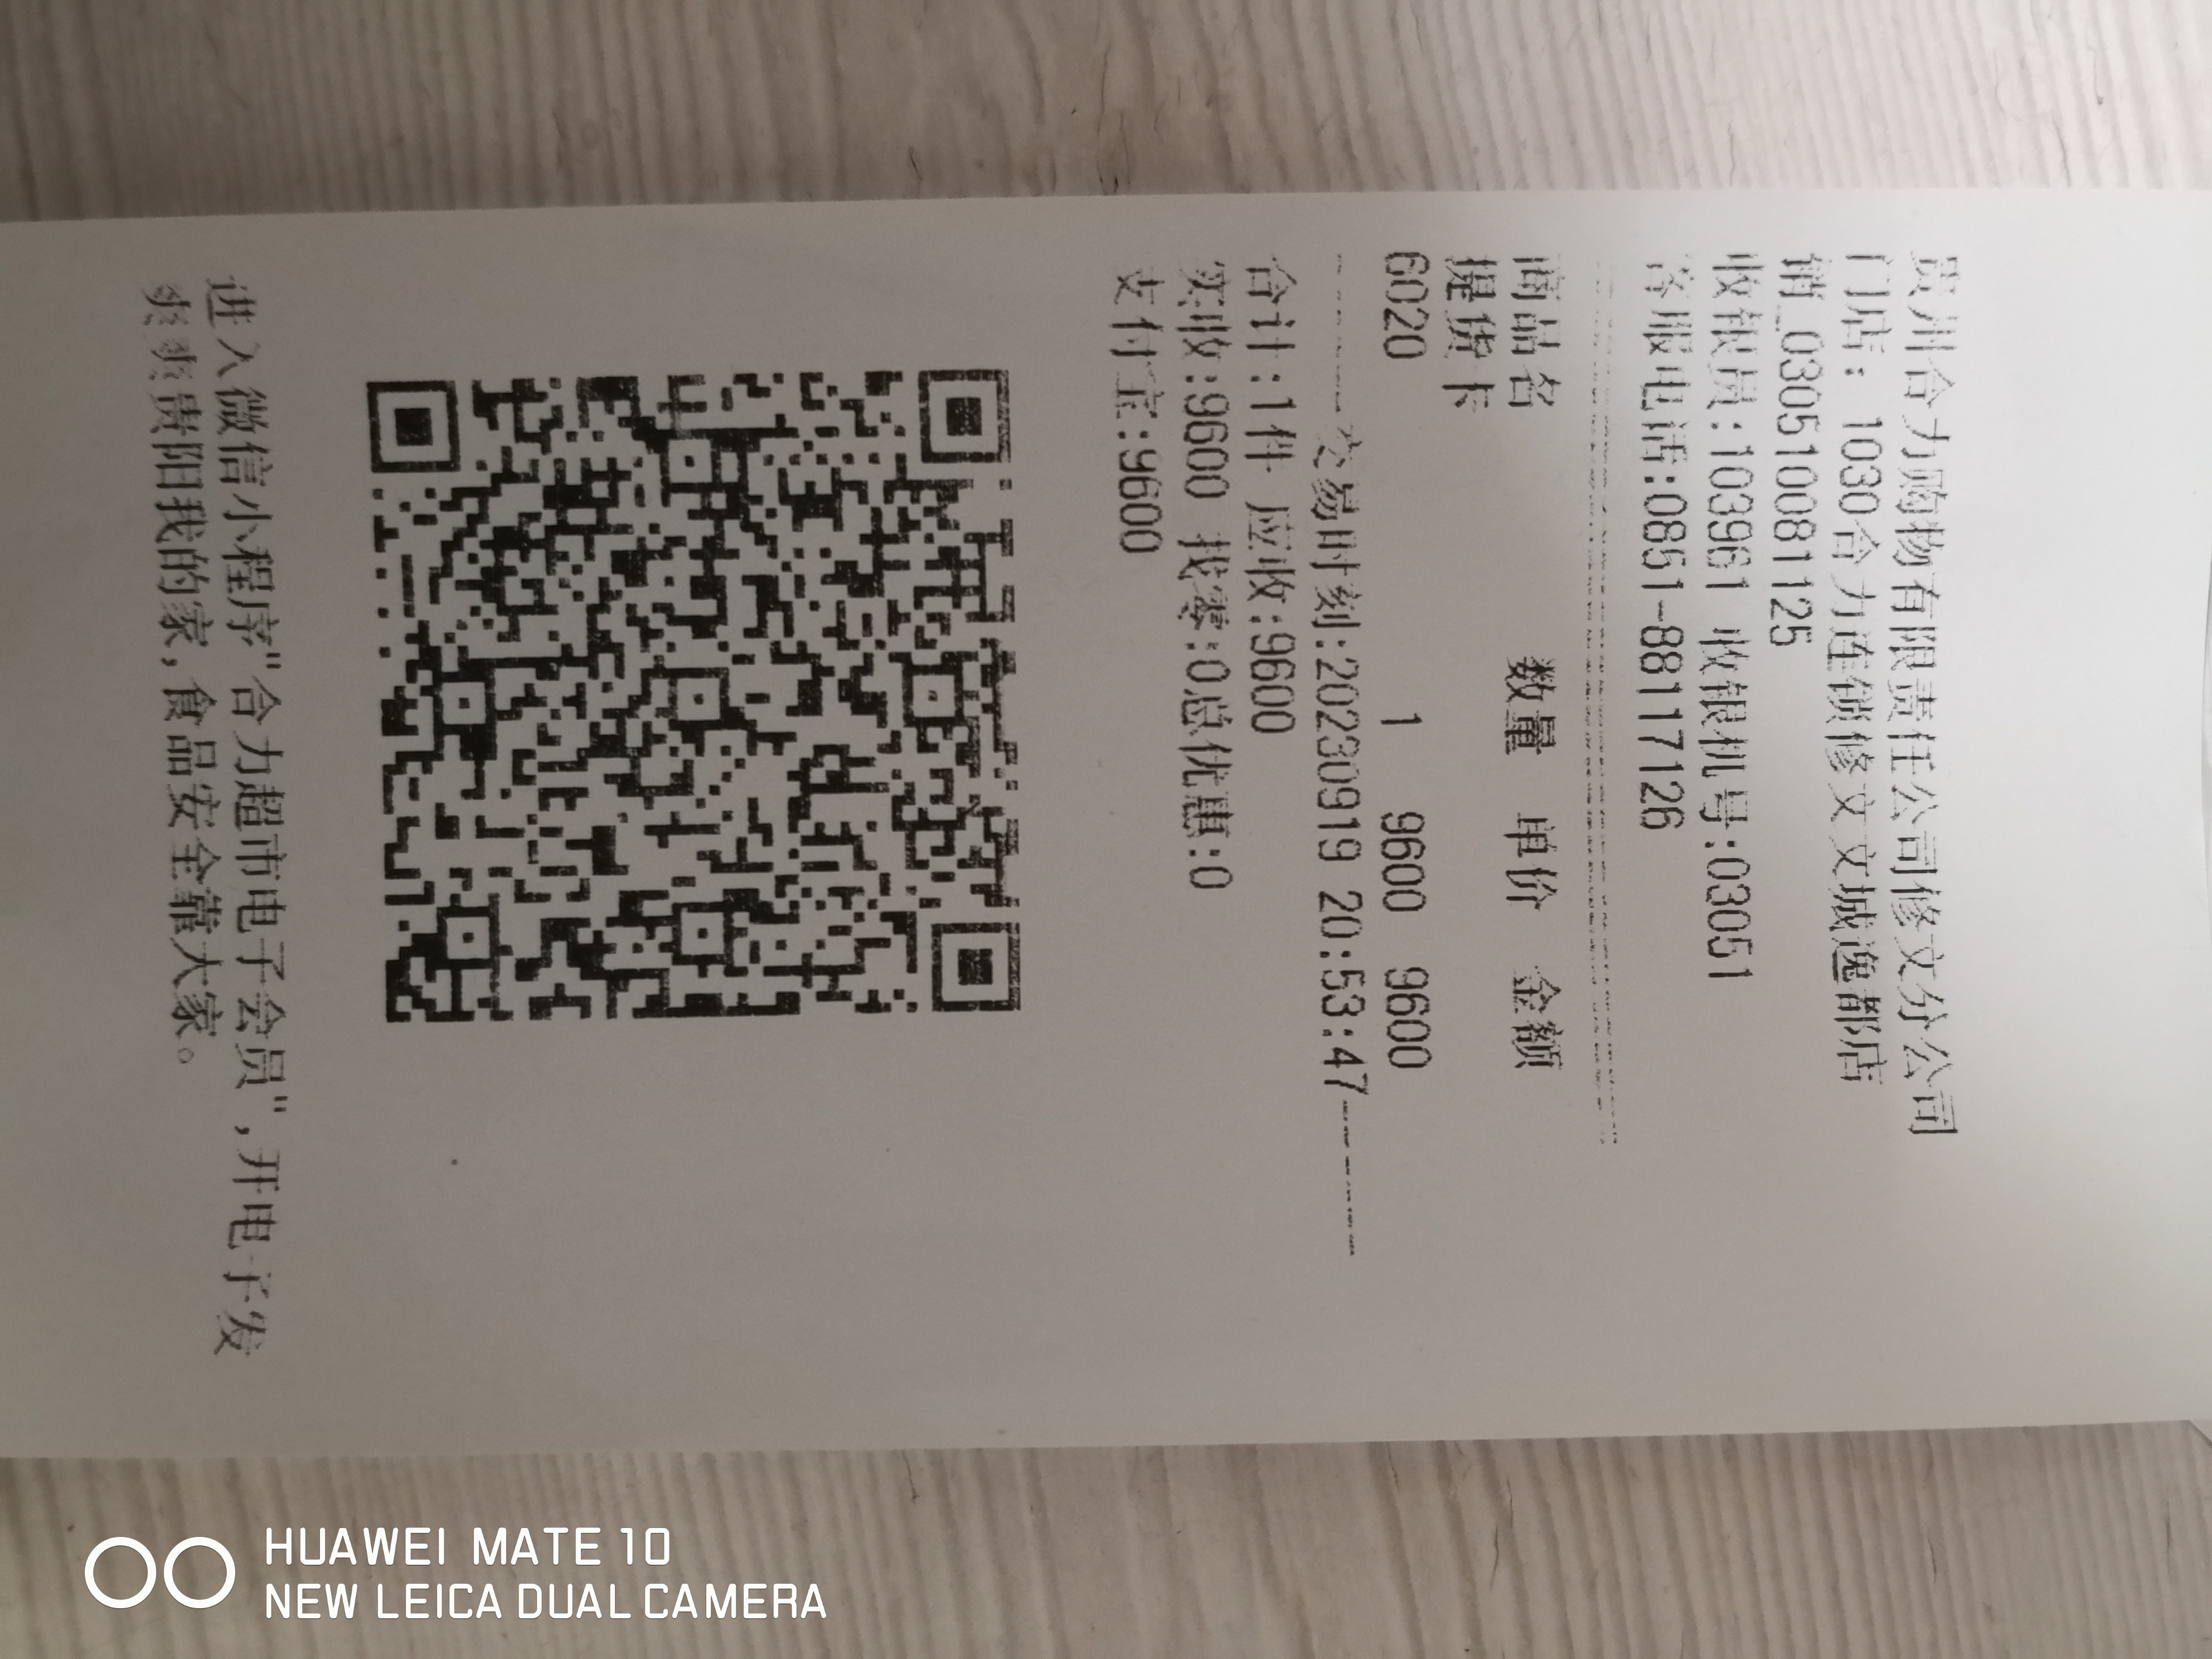 贵州合力购物有限责任公司修文分公司
门店: 1030合力连锁修文文城逸都店
销_0305100081125
收银员:103961 收银机号:03051
客服电话:0851-88117126
商品名 数量 单价 金额
提货卡
6020 1 9600 9600
------交易时刻:20230919 20:53:47------
合计:1件 应收:9600
实收:9600 找零:0总优惠:0
支付宝:9600
进入微信小程序"合力超市电子会员",开电子发
爽爽贵阳我的家,食品安全靠大家。
HUAWEI MATE 10
NEW LEICA DUAL CAMERA